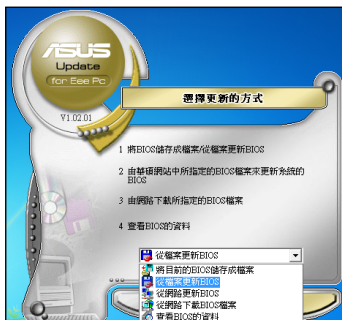 ASUS
Update
for Eee Pc
V1.02.01
選擇更新的方式
1 將BIOS儲存成檔案/從檔案更新BIOS
2 由華碩網站中所指定的BIOS檔案來更新系統的
BIOS
3 由網路下載所指定的BIOS檔案
4 查看BIOS的資料
從檔案更新BIOS
將目前的BIOS儲存成檔案
從檔案更新BIOS
從網路更新BIOS
從網路下載BIOS檔案
查看BIOS的資料